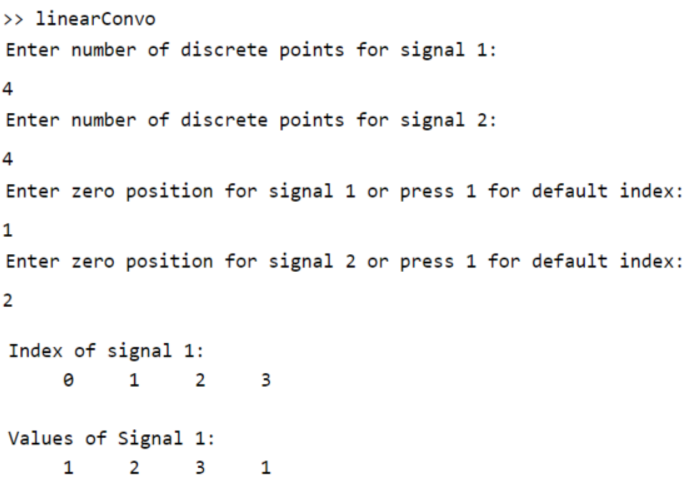 >> linearConvo
Enter number of discrete points for signal 1:
4
Enter number of discrete points for signal 2:
4
Enter zero position for signal 1 or press 1 for default index:
1
Enter zero position for signal 2 or press 1 for default index:
2
Index of signal 1:
0 1 2 3
Values of Signal 1:
1 2 3 1